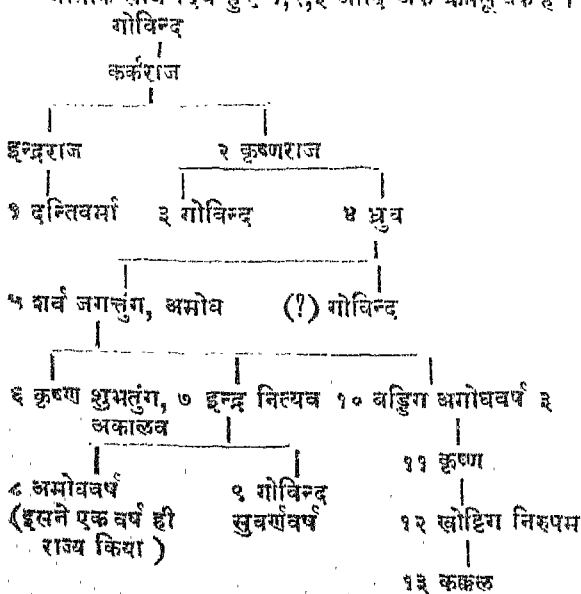 गोविन्द
कर्कराज
इन्द्रराज २ कृष्णराज
१ दन्तिवर्मा ३ गोविन्द ४ ध्रुव
५ शर्व जगत्तुंग, अमोघ (?) गोविन्द
६ कृष्ण शुभतुंग, ७ इन्द्र नित्यव १० वड्डिग अमोघवर्ष ३
अकालव
११ कृष्ण
८ अमोघवर्ष ९ गोविन्द
(इसने एक वर्ष ही सुवर्णवर्ष १२ खोट्टिग निरुपम
राज्य किया )
१३ कक्कल